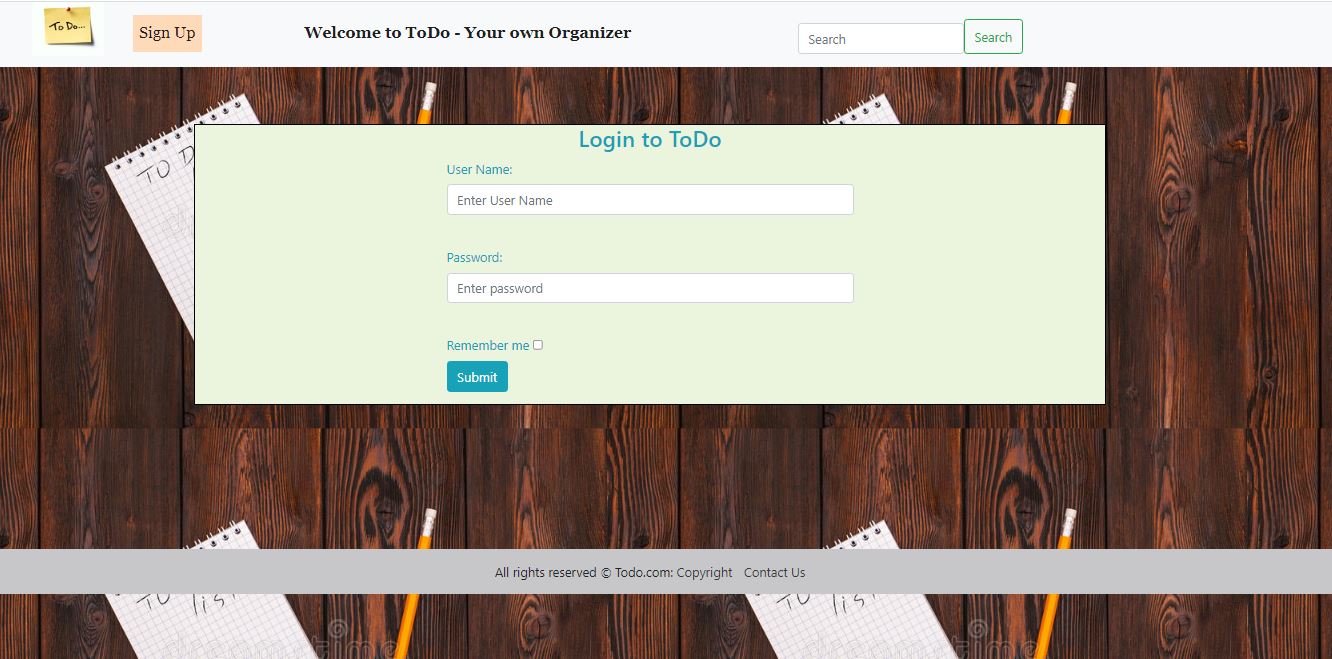 To Do...
Sign Up
Welcome to ToDo - Your own Organizer
Search
Search
TO D
Login to ToDo
User Name:
Enter User Name
Password:
Enter password
Remember me
Submit
All rights reserved © Todo.com: Copyright Contact Us
TO list
TO list
dreamstime
dreamstime